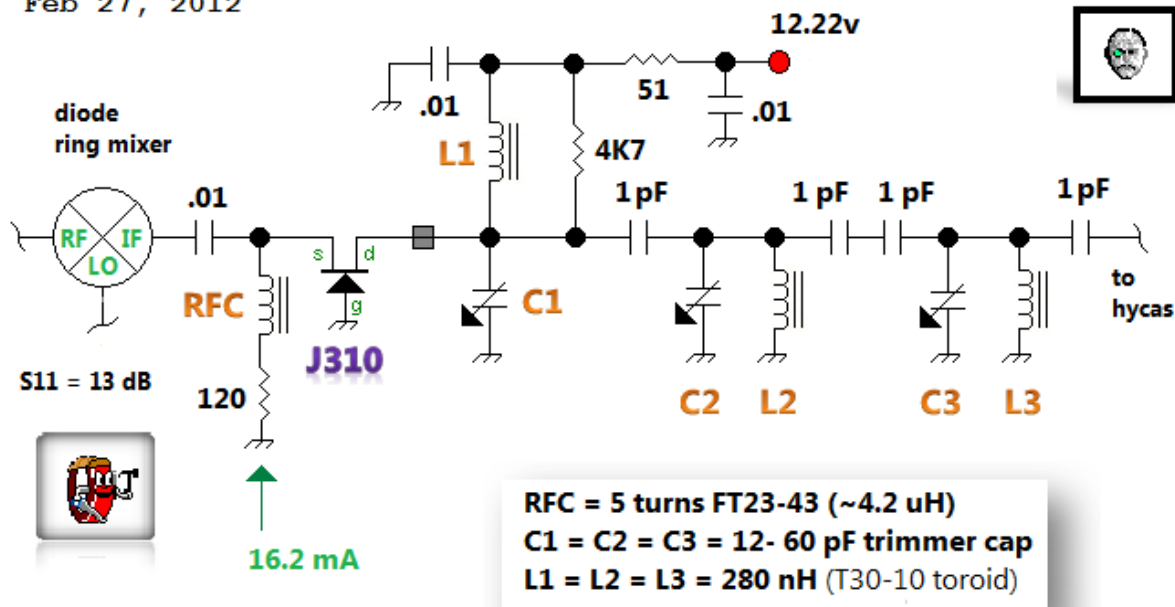 Feb 27, 2012
12.22v
.01
51
.01
diode
ring mixer
L1
4K7
1 pF
1 pF
1 pF
1 pF
.01
RF
IF
LO
s
d
g
RFC
J310
C1
to
hycas
S11 = 13 dB
120
C2
L2
C3
L3
16.2 mA
RFC = 5 turns FT23-43 (~4.2 uH)
C1 = C2 = C3 = 12- 60 pF trimmer cap
L1 = L2 = L3 = 280 nH (T30-10 toroid)